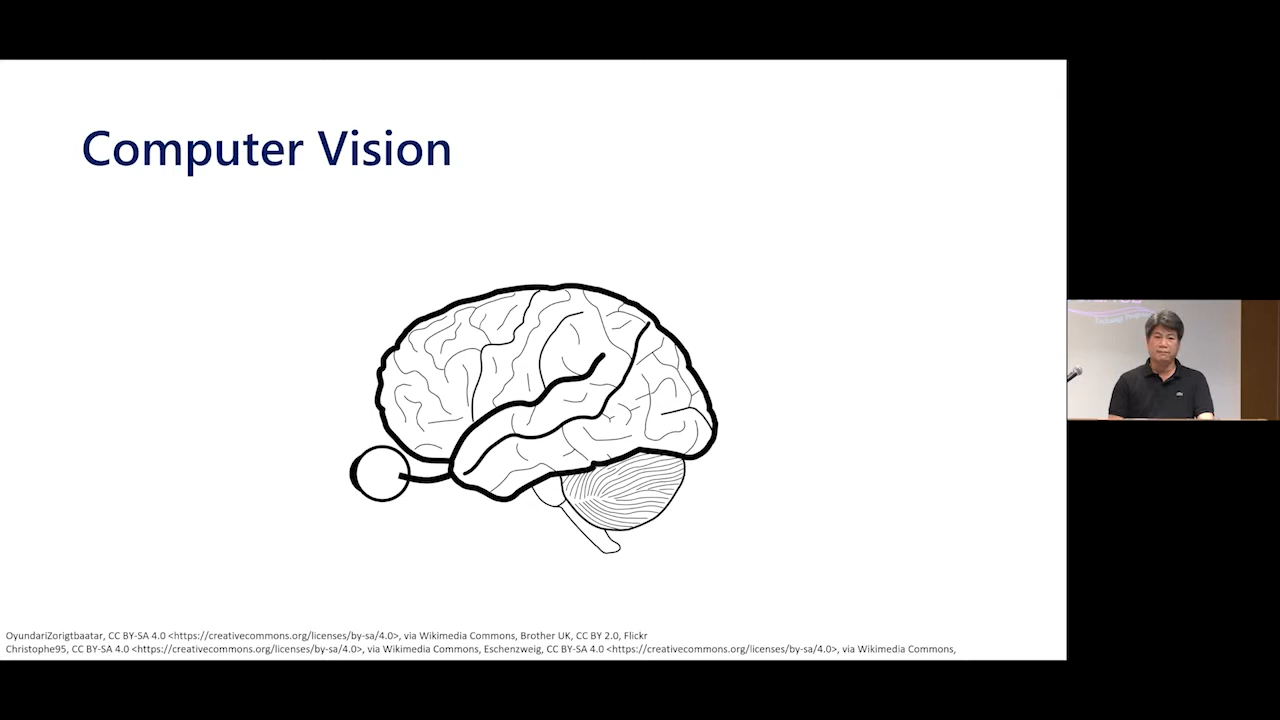 Computer Vision
OyundariZorigtbaatar, CC BY-SA 4.0 <https://creativecommons.org/licenses/by-sa/4.0>, via Wikimedia Commons, Brother UK, CC BY 2.0, Flickr
Christophe95, CC BY-SA 4.0 <https://creativecommons.org/licenses/by-sa/4.0>, via Wikimedia Commons, Eschenzweig, CC BY-SA 4.0 <https://creativecommons.org/licenses/by-sa/4.0>, via Wikimedia Commons,